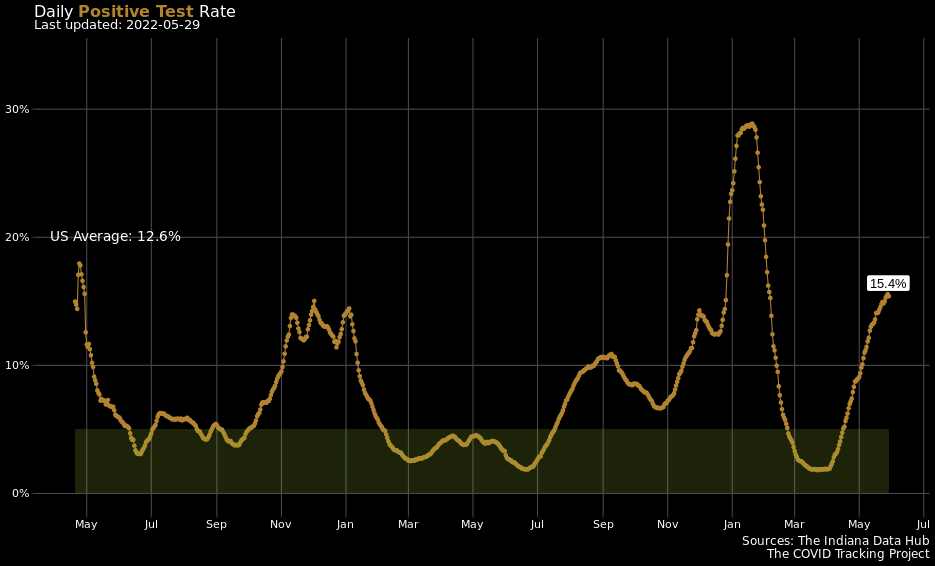 Daily Positive Test Rate
Last updated: 2022-05-29
30%
20%
10%
0%
US Average: 12.6%
15.4%
May Jul Sep Nov Jan Mar May Jul Sep Nov Jan Mar May Jul
Sources: The Indiana Data Hub
The COVID Tracking Project